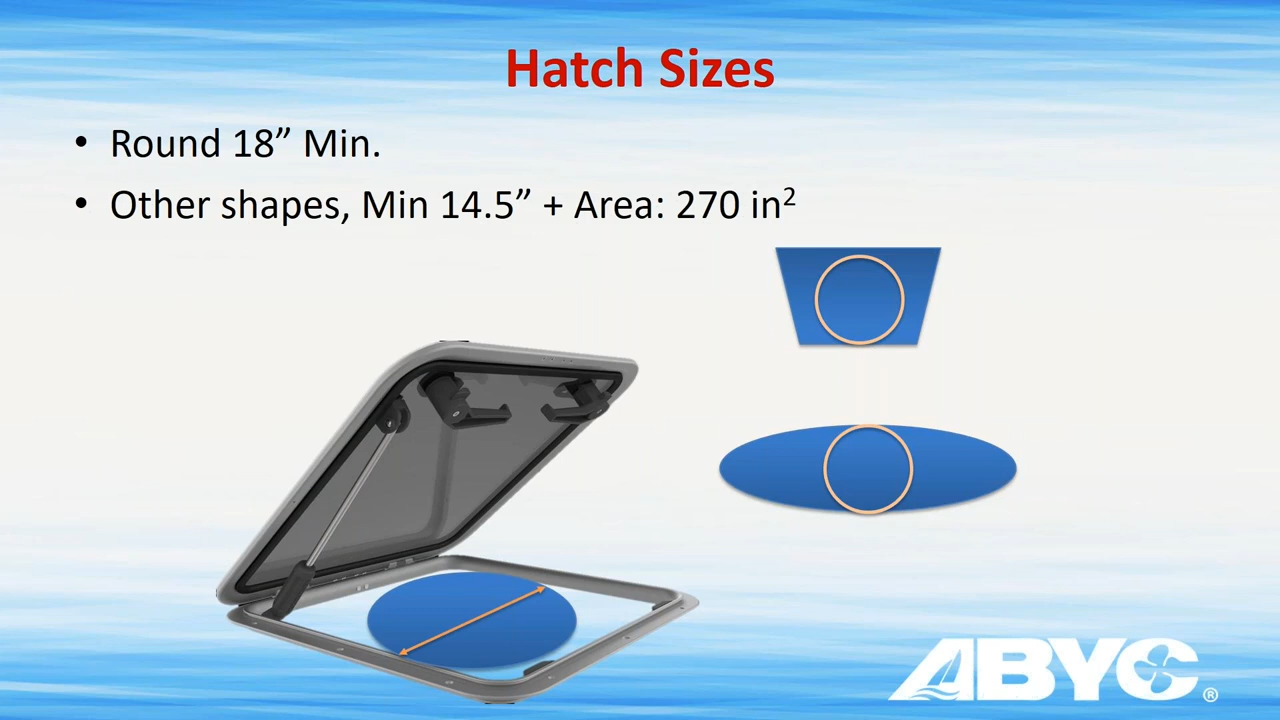 Hatch Sizes
• Round 18” Min.
• Other shapes, Min 14.5” + Area: 270 in²
ABYC®